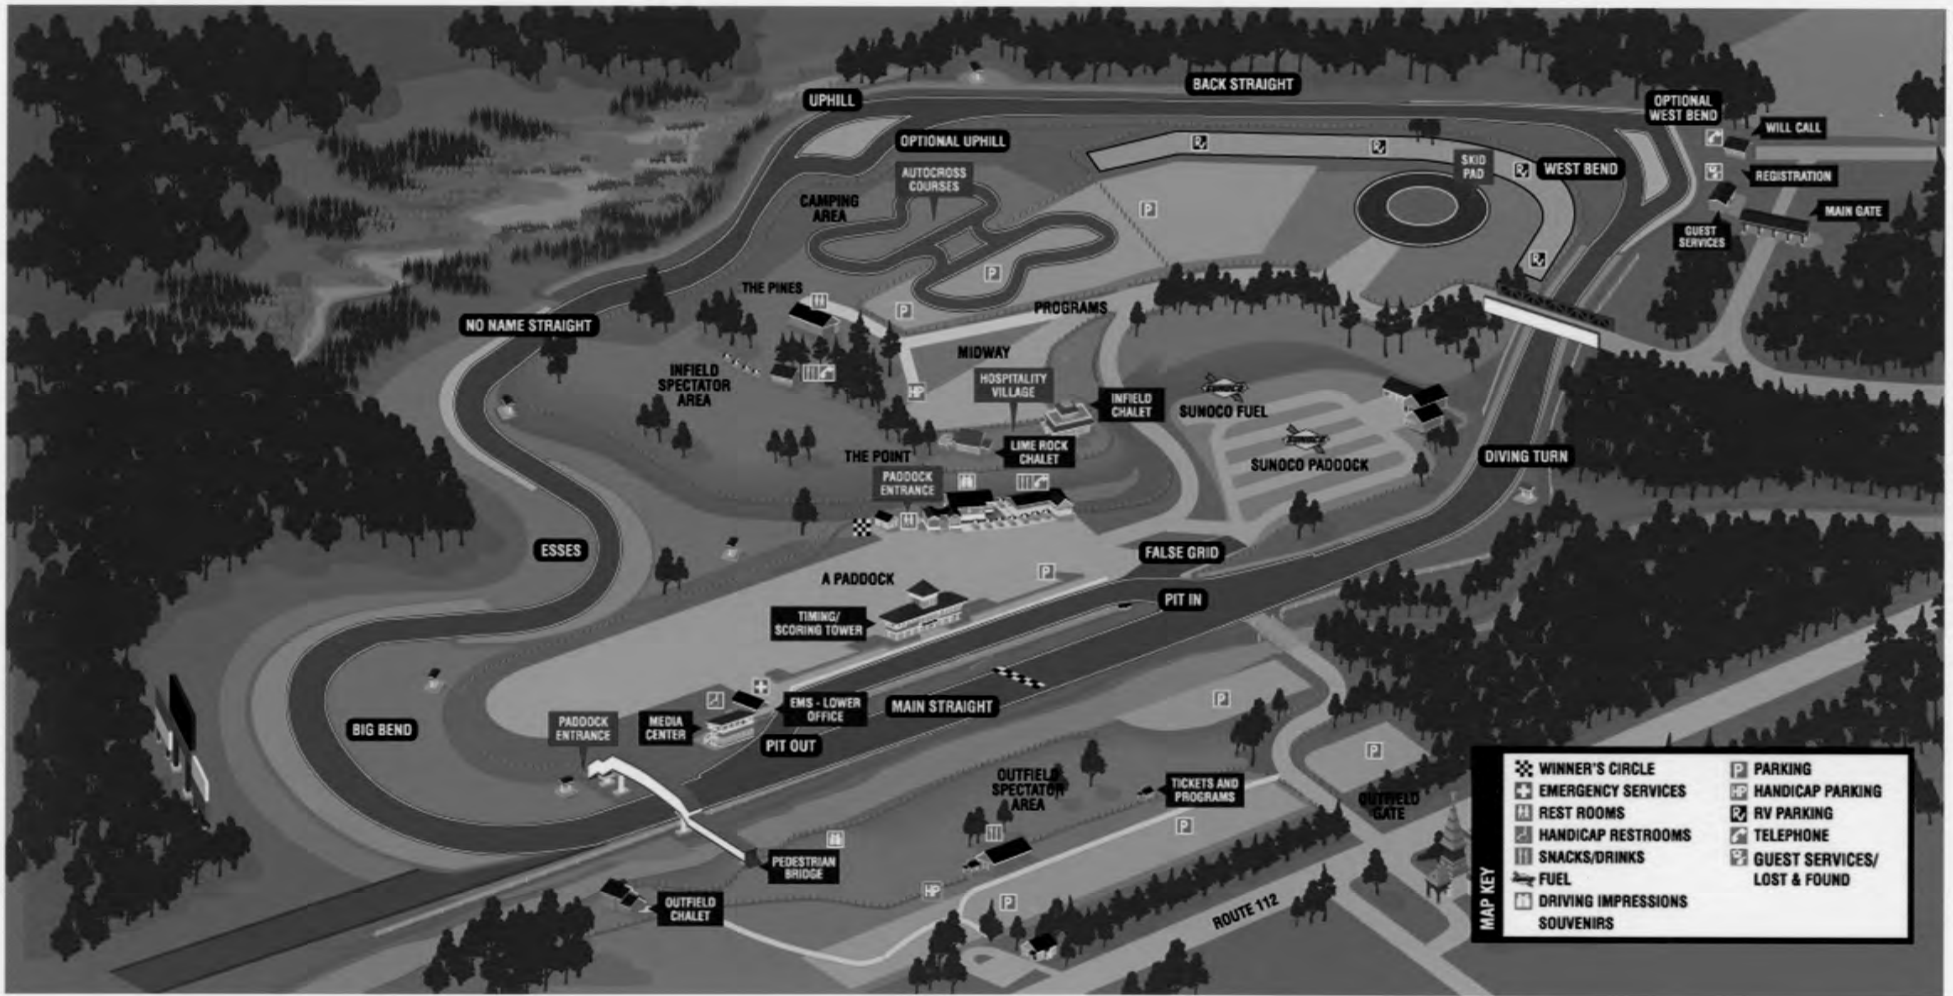 BACK STRAIGHT
UPHILL
OPTIONAL
WEST BEND
WILL CALL
OPTIONAL UPHILL
SKID
PAD
WEST BEND
REGISTRATION
AUTOCROSS
COURSES
CAMPING
AREA
MAIN GATE
GUEST
SERVICES
THE PINES
PROGRAMS
NO NAME STRAIGHT
MIDWAY
INFIELD
SPECTATOR
AREA
HOSPITALITY
VILLAGE
INFIELD
CHALET
SUNOCO
SUNOCO FUEL
SUNOCO
SUNOCO PADDOCK
LIME ROCK
CHALET
DIVING TURN
THE POINT
PADDOCK
ENTRANCE
ESSES
FALSE GRID
A PADDOCK
PIT IN
TIMING/
SCORING TOWER
EMS - LOWER
OFFICE
MAIN STRAIGHT
BIG BEND
PADDOCK
ENTRANCE
MEDIA
CENTER
PIT OUT
OUTFIELD
SPECTATOR
AREA
TICKETS AND
PROGRAMS
OUTFIELD
GATE
PEDESTRIAN
BRIDGE
OUTFIELD
CHALET
ROUTE 112
MAP KEY
WINNER'S CIRCLE
EMERGENCY SERVICES
REST ROOMS
HANDICAP RESTROOMS
SNACKS/DRINKS
FUEL
DRIVING IMPRESSIONS
SOUVENIRS
P PARKING
HP HANDICAP PARKING
RV PARKING
TELEPHONE
GUEST SERVICES/
LOST & FOUND